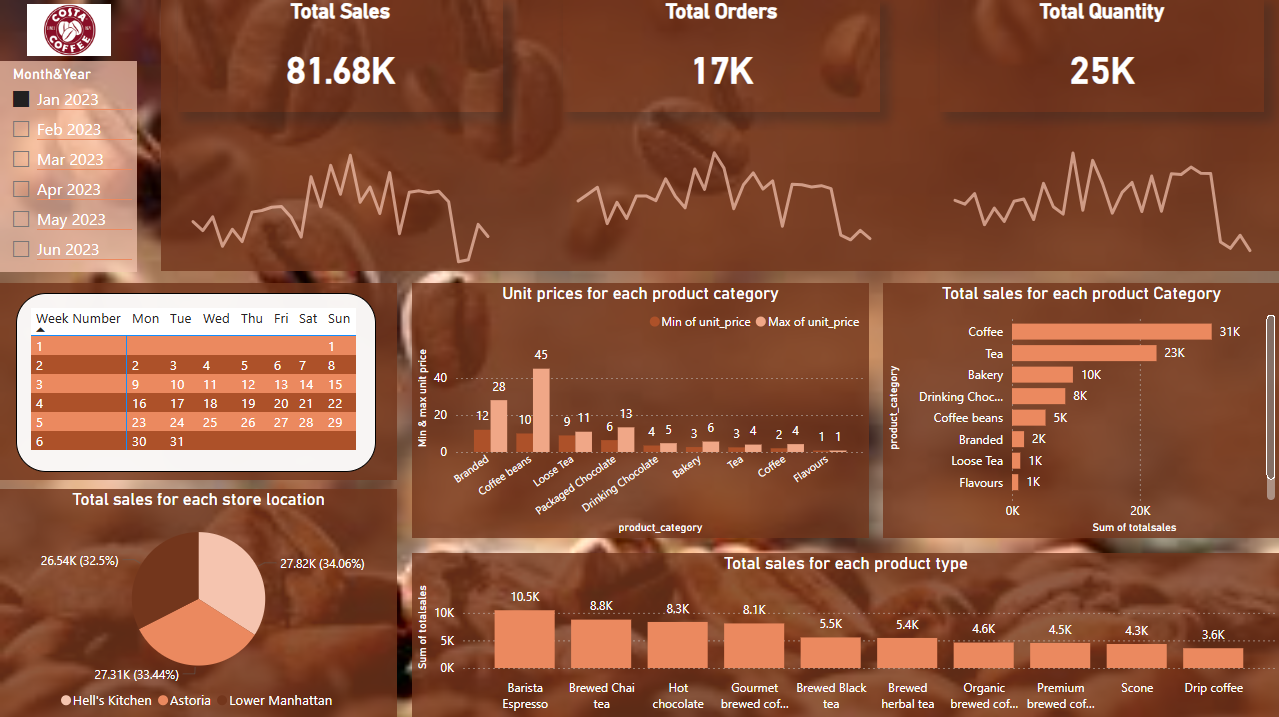 COSTA
COFFEE
Month&Year
Jan 2023
Feb 2023
Mar 2023
Apr 2023
May 2023
Jun 2023
Total Sales
81.68K
Total Orders
17K
Total Quantity
25K
Week Number Mon Tue Wed Thu Fri Sat Sun
1 1
2 2 3 4 5 6 7 8
3 9 10 11 12 13 14 15
4 16 17 18 19 20 21 22
5 23 24 25 26 27 28 29
6 30 31
Unit prices for each product category
Min of unit_price Max of unit_price
Min & max unit price
40
20
0
12 28
10 45
9 11
6 13
4 5
3 6
3 4
2 4
1 1
Branded
Coffee beans
Loose Tea
Packaged Chocolate
Drinking Chocolate
Bakery
Tea
Coffee
Flavours
product_category
Total sales for each product Category
product_category
Coffee 31K
Tea 23K
Bakery 10K
Drinking Choc... 8K
Coffee beans 5K
Branded 2K
Loose Tea 1K
Flavours 1K
0K 20K
Sum of totalsales
Total sales for each store location
26.54K (32.5%)
27.82K (34.06%)
27.31K (33.44%)
Hell's Kitchen Astoria Lower Manhattan
Total sales for each product type
Sum of totalsales
10K
5K
0K
10.5K 8.8K 8.3K 8.1K 5.5K 5.4K 4.6K 4.5K 4.3K 3.6K
Barista Brewed Chai Hot Gourmet Brewed Black Brewed Organic Premium Scone Drip coffee
Espresso tea chocolate brewed cof... tea herbal tea brewed cof... brewed cof...